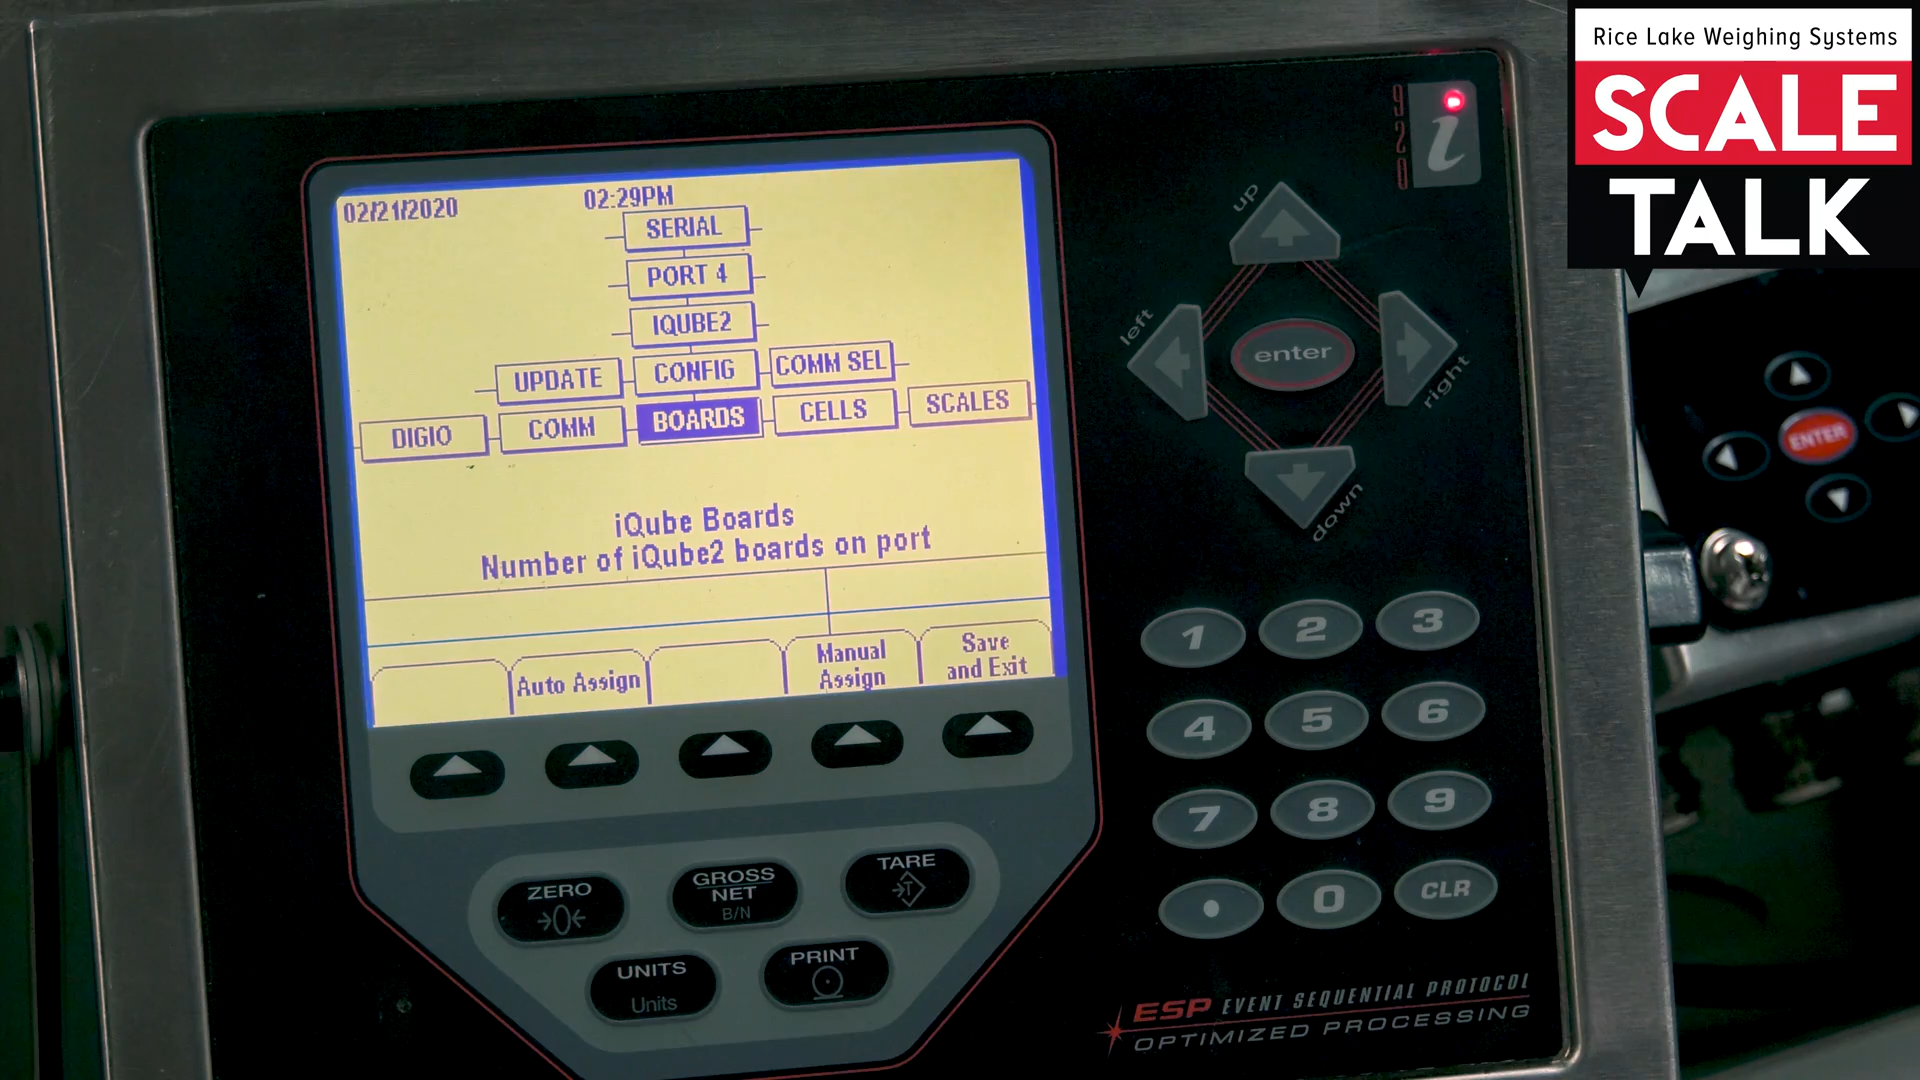 Rice Lake Weighing Systems
SCALE
TALK
920
i
02/21/2020
02:29PM
SERIAL
PORT 4
IQUBE2
UPDATE CONFIG COMM SEL
DIGIO COMM BOARDS CELLS SCALES
iQube Boards
Number of iQube2 boards on port
Auto Assign
Manual
Assign
Save
and Exit
up
left
enter
right
down
ENTER
1 2 3
4 5 6
7 8 9
. 0 CLR
ZERO
→0←
GROSS
NET
B/N
TARE
→T←
UNITS
Units
PRINT
ESP EVENT SEQUENTIAL PROTOCOL
OPTIMIZED PROCESSING